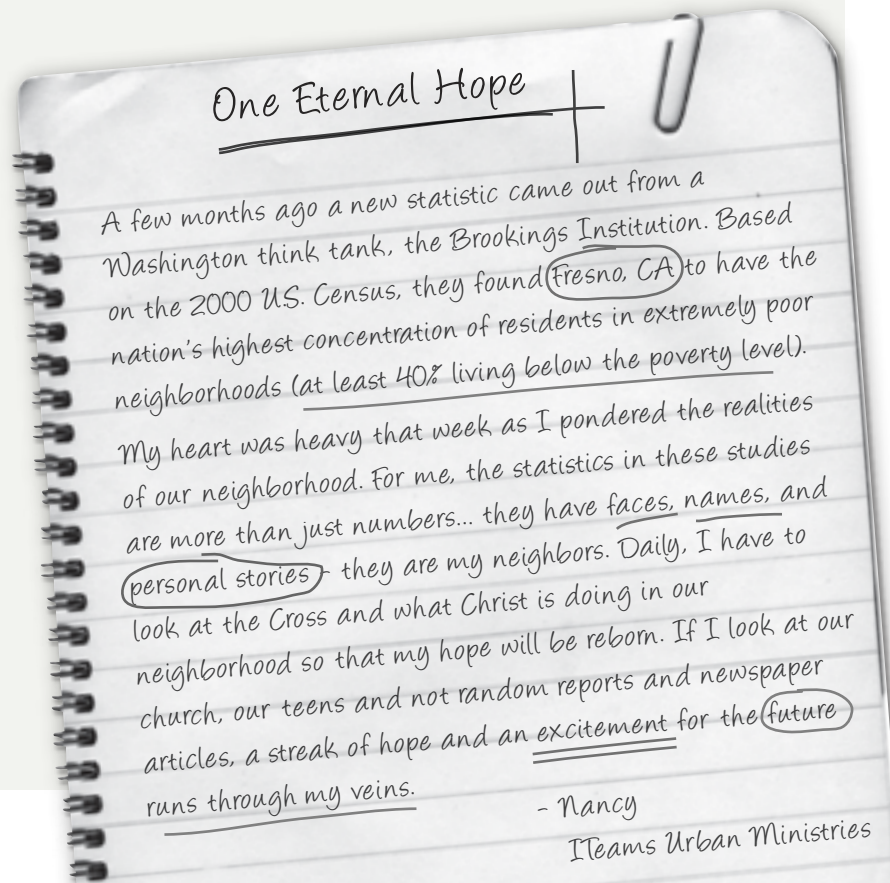 One Eternal Hope
A few months ago a new statistic came out from a
Washington think tank, the Brookings Institution. Based
on the 2000 U.S. Census, they found Fresno, CA to have the
nation's highest concentration of residents in extremely poor
neighborhoods (at least 40% living below the poverty level).
My heart was heavy that week as I pondered the realities
of our neighborhood. For me, the statistics in these studies
are more than just numbers... they have faces, names, and
personal stories - they are my neighbors. Daily, I have to
look at the Cross and what Christ is doing in our
neighborhood so that my hope will be reborn. If I look at our
church, our teens and not random reports and newspaper
articles, a streak of hope and an excitement for the future
runs through my veins.
- Nancy
ITeams Urban Ministries